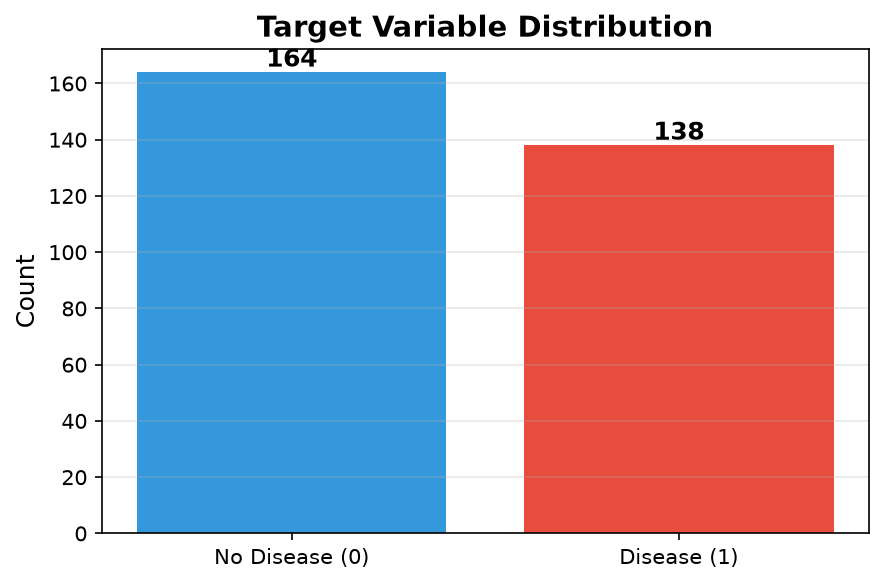 Target Variable Distribution
164
138
160
140
120
100
80
60
40
20
0
Count
No Disease (0)
Disease (1)